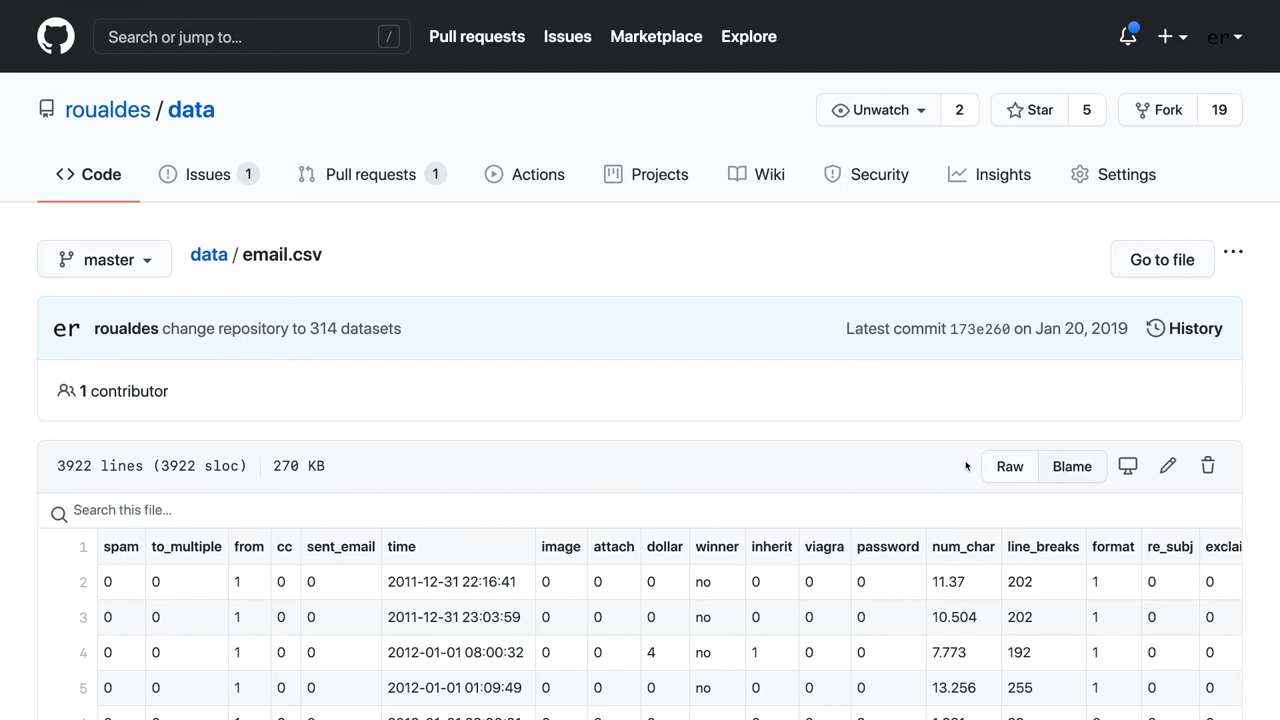 Search or jump to… / Pull requests Issues Marketplace Explore er
roualdes / data Unwatch 2 Star 5 Fork 19
Code Issues 1 Pull requests 1 Actions Projects Wiki Security Insights Settings
master data / email.csv Go to file ...
er roualdes change repository to 314 datasets Latest commit 173e260 on Jan 20, 2019 History
1 contributor
3922 lines (3922 sloc) 270 KB Raw Blame
Search this file…
1 spam to_multiple from cc sent_email time image attach dollar winner inherit viagra password num_char line_breaks format re_subj exclai
2 0 0 1 0 0 2011-12-31 22:16:41 0 0 0 no 0 0 0 11.37 202 1 0 0
3 0 0 1 0 0 2011-12-31 23:03:59 0 0 0 no 0 0 0 10.504 202 1 0 0
4 0 0 1 0 0 2012-01-01 08:00:32 0 0 4 no 1 0 0 7.773 192 1 0 0
5 0 0 1 0 0 2012-01-01 01:09:49 0 0 0 no 0 0 0 13.256 255 1 0 0